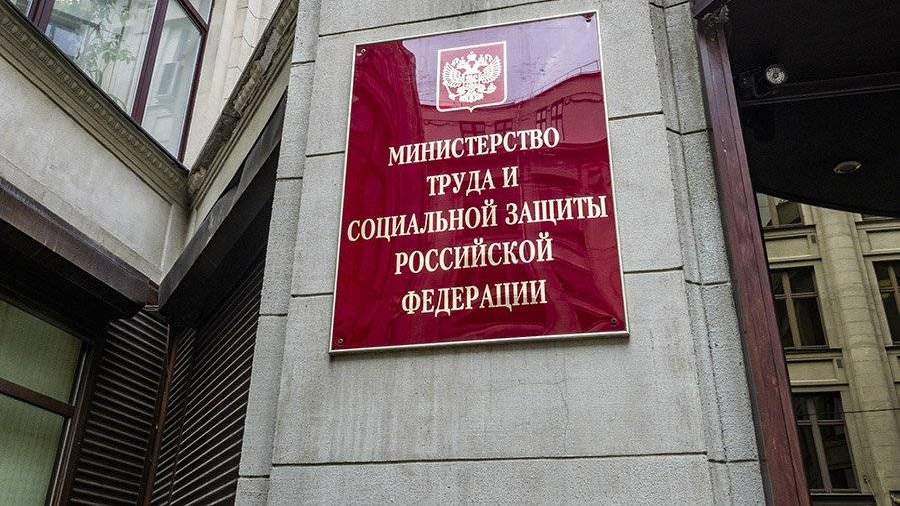 МИНИСТЕРСТВО
ТРУДА И
СОЦИАЛЬНОЙ ЗАЩИТЫ
РОССИЙСКОЙ
ФЕДЕРАЦИИ